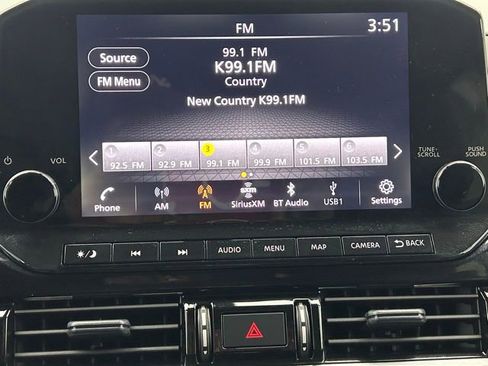 FM 3:51
Source
99.1 FM
K99.1FM
FM Menu
Country
New Country K99.1FM
1 2 3 4 5 6
92.5 FM 92.9 FM 99.1 FM 99.9 FM 101.5 FM 103.5 FM
VOL
TUNE-SCROLL
PUSH SOUND
Phone AM FM SiriusXM BT Audio USB1 Settings
AUDIO MENU MAP CAMERA BACK